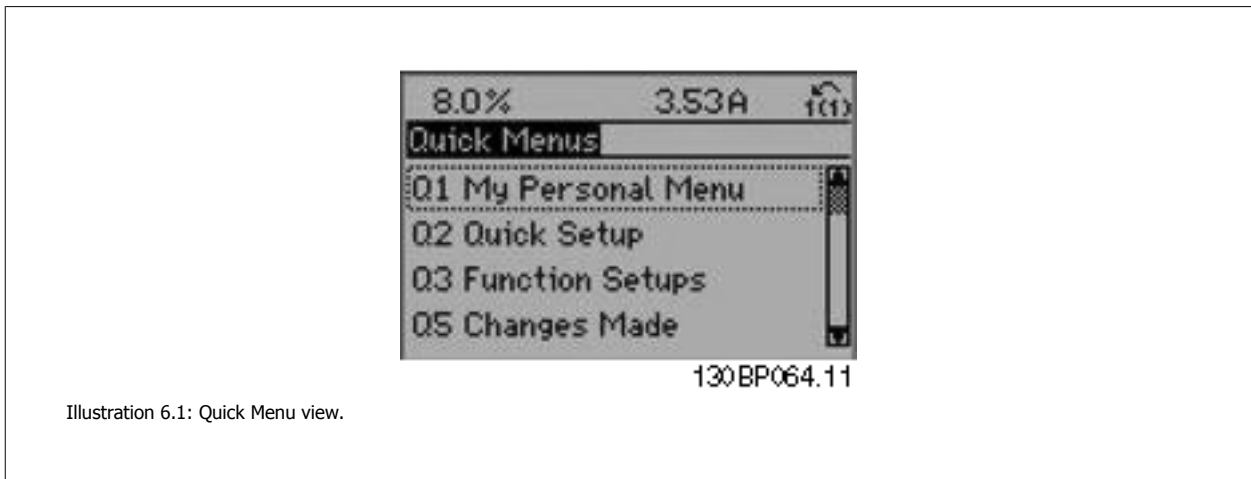 8.0% 3.53A 1(1)
Quick Menus
Q1 My Personal Menu
Q2 Quick Setup
Q3 Function Setups
Q5 Changes Made
130BP064.11
Illustration 6.1: Quick Menu view.